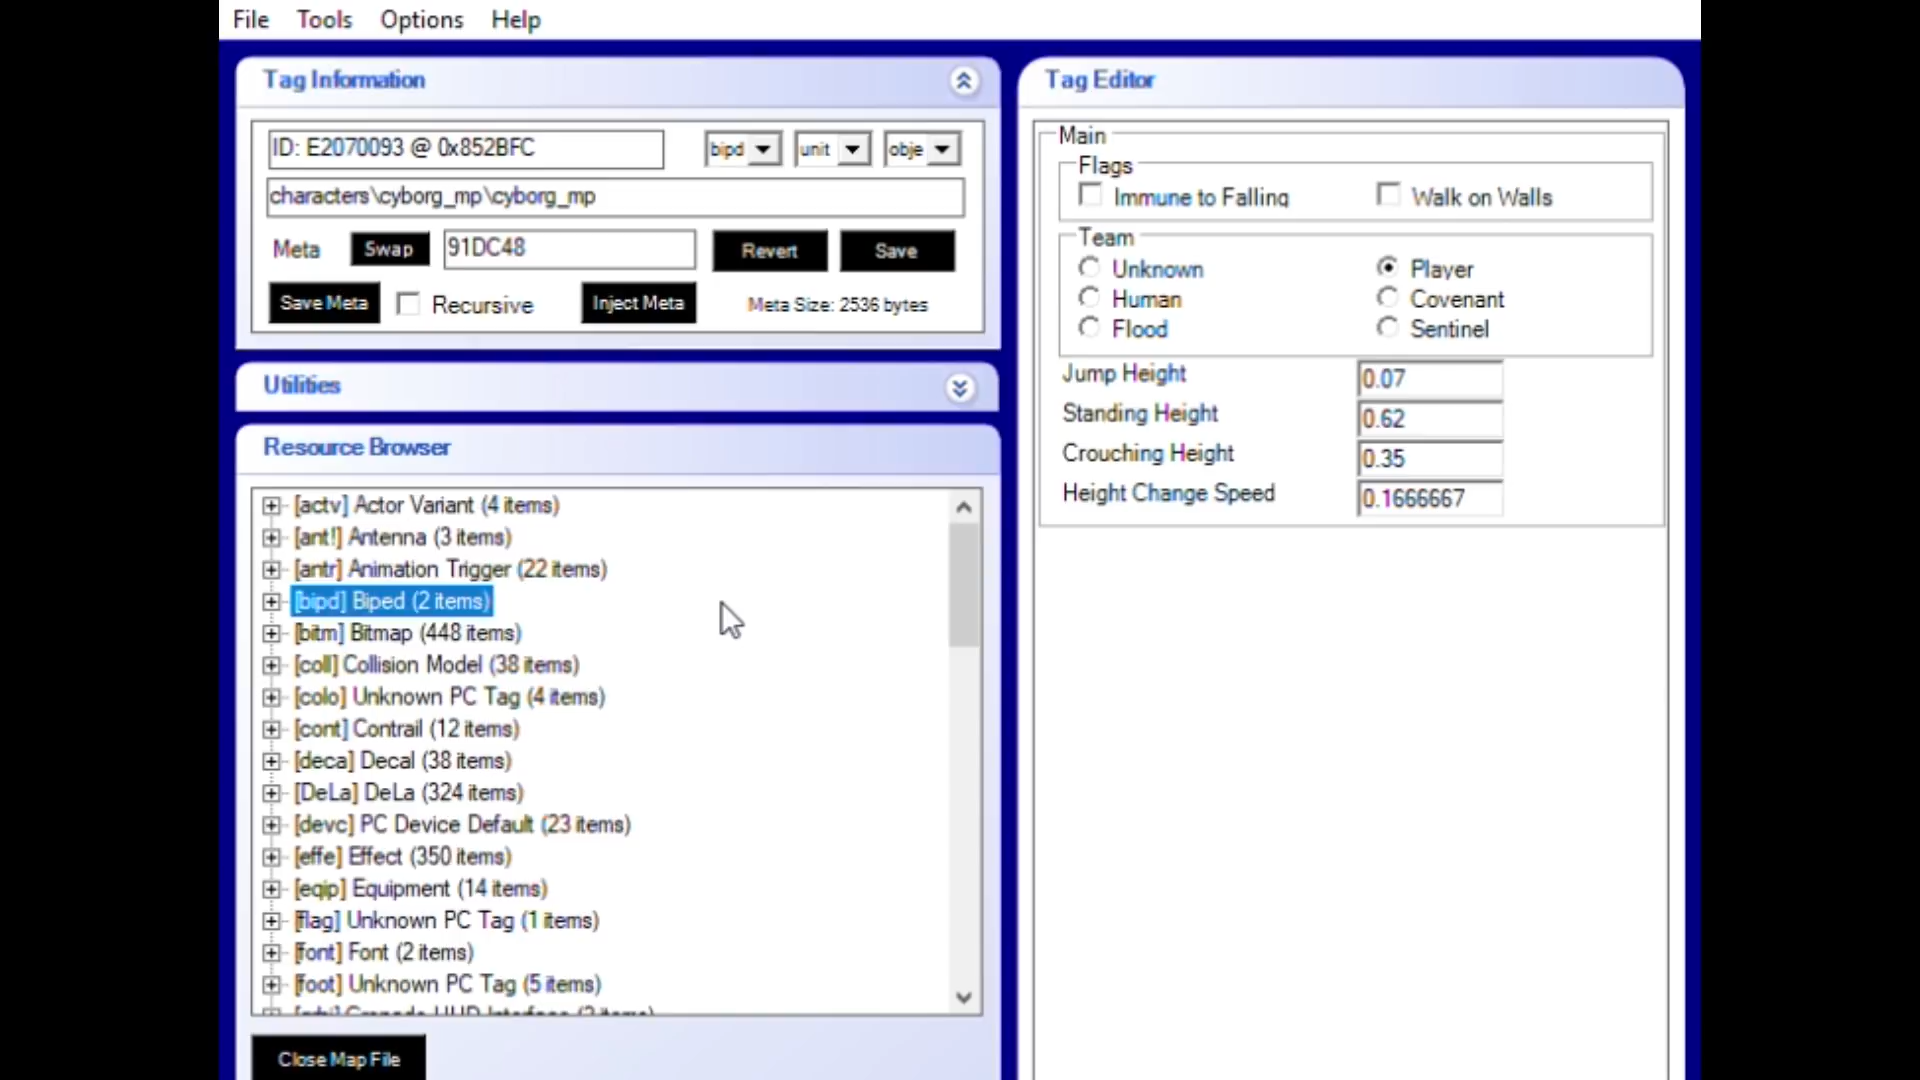 File Tools Options Help
Tag Information
ID: E2070093 @ 0x852BFC bipd unit obje
characters\cyborg_mp\cyborg_mp
Meta Swap 91DC48 Revert Save
Save Meta Recursive Inject Meta Meta Size: 2536 bytes
Utilities
Resource Browser
[actv] Actor Variant (4 items)
[ant!] Antenna (3 items)
[antr] Animation Trigger (22 items)
[bipd] Biped (2 items)
[bitm] Bitmap (448 items)
[coll] Collision Model (38 items)
[colo] Unknown PC Tag (4 items)
[cont] Contrail (12 items)
[deca] Decal (38 items)
[DeLa] DeLa (324 items)
[devc] PC Device Default (23 items)
[effe] Effect (350 items)
[eqip] Equipment (14 items)
[flag] Unknown PC Tag (1 items)
[font] Font (2 items)
[foot] Unknown PC Tag (5 items)
Grenade HUD Interface
Close Map File
Tag Editor
Main
Flags
Immune to Falling Walk on Walls
Team
Unknown Player
Human Covenant
Flood Sentinel
Jump Height 0.07
Standing Height 0.62
Crouching Height 0.35
Height Change Speed 0.1666667